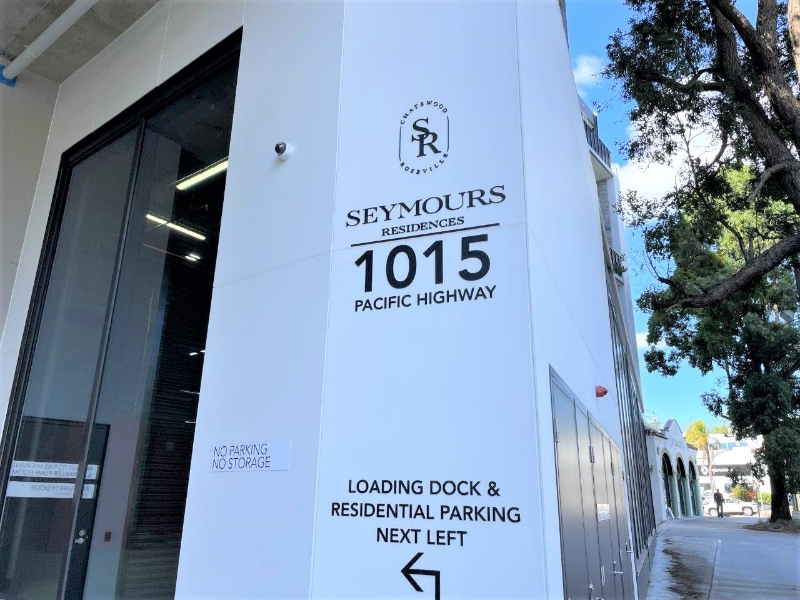 CHATSWOOD
SR
ROSEVILLE
SEYMOURS
RESIDENCES
1015
PACIFIC HIGHWAY
NO PARKING
NO STORAGE
LOADING DOCK &
RESIDENTIAL PARKING
NEXT LEFT